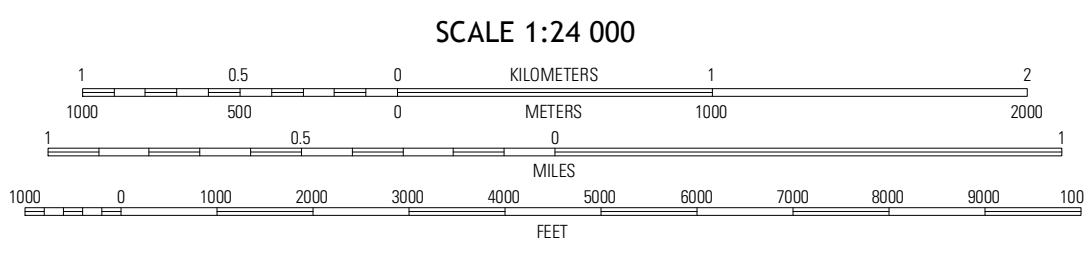 SCALE 1:24 000
1 0.5 0 KILOMETERS 1 2
1000 500 0 METERS 1000 2000
1 0.5 0 1
MILES
1000 0 1000 2000 3000 4000 5000 6000 7000 8000 9000 100
FEET